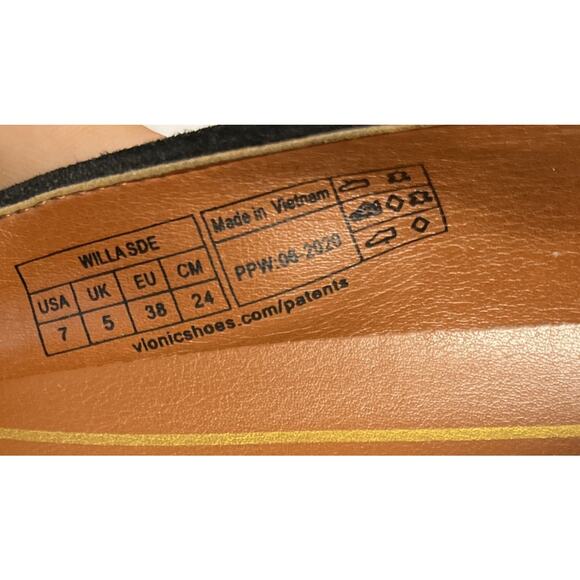 WILLASDE
USA UK EU CM
7 5 38 24
Made in Vietnam
PPW:06-2020
vionicshoes.com/patents